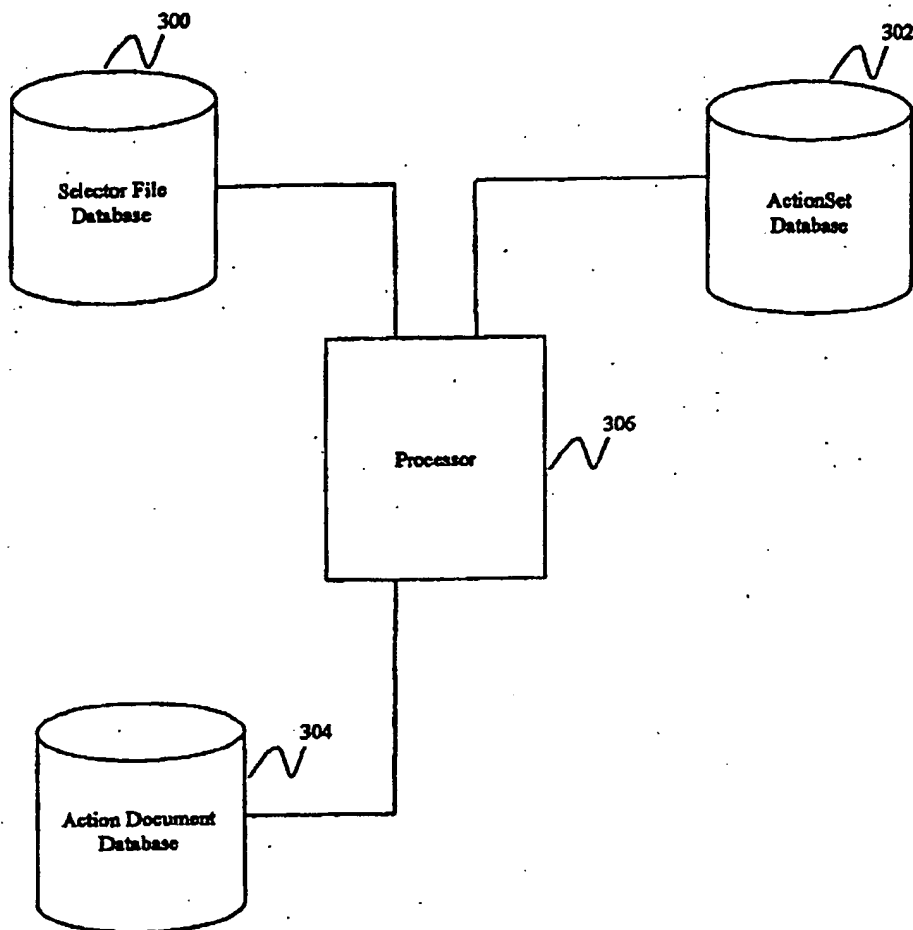 300
302
Selector File
Database
ActionSet
Database
306
Processor
304
Action Document
Database